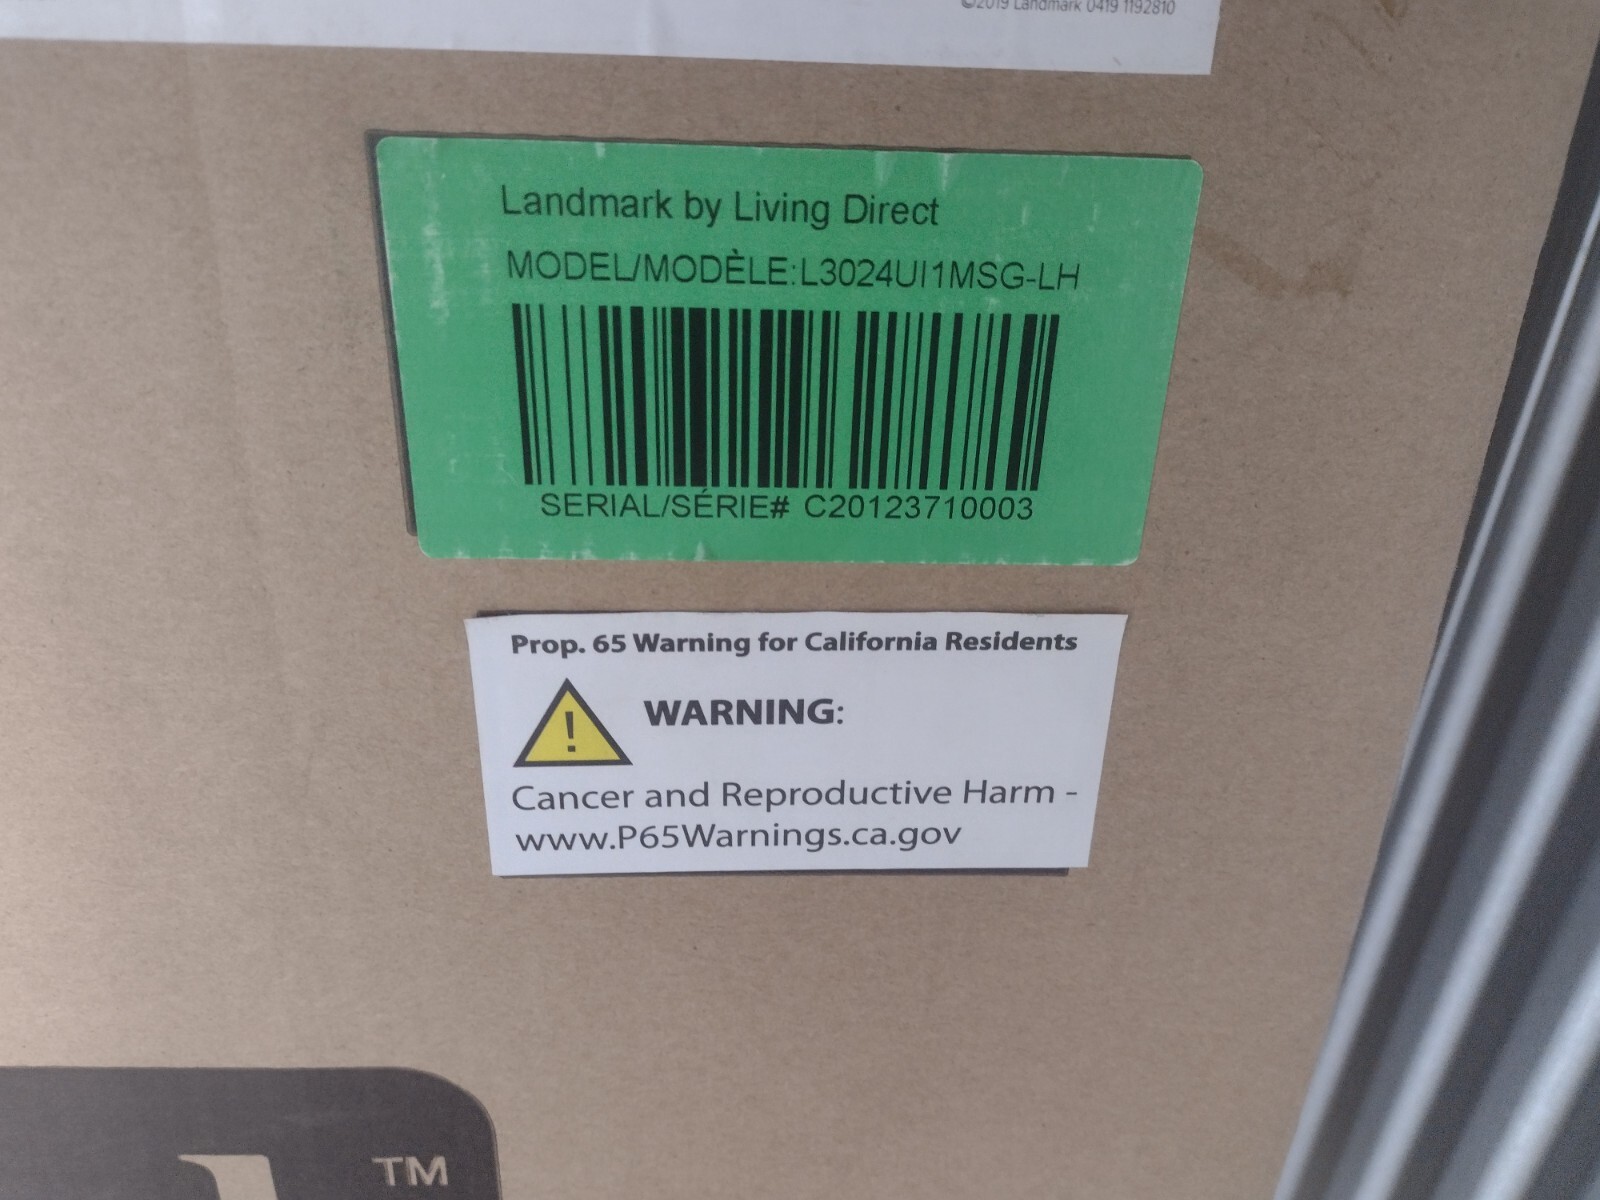 ©2019 Landmark 0419 1192810
Landmark by Living Direct
MODEL/MODÈLE:L3024UI1MSG-LH
SERIAL/SÉRIE# C20123710003
Prop. 65 Warning for California Residents
! WARNING:
Cancer and Reproductive Harm -
www.P65Warnings.ca.gov
TM